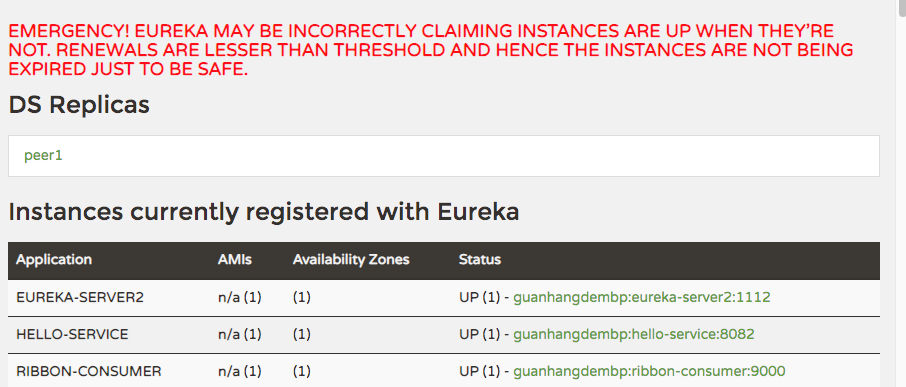 EMERGENCY! EUREKA MAY BE INCORRECTLY CLAIMING INSTANCES ARE UP WHEN THEY’RE
NOT. RENEWALS ARE LESSER THAN THRESHOLD AND HENCE THE INSTANCES ARE NOT BEING
EXPIRED JUST TO BE SAFE.
DS Replicas
peer1
Instances currently registered with Eureka
Application AMIs Availability Zones Status
EUREKA-SERVER2 n/a (1) (1) UP (1) - guanhangdembp:eureka-server2:1112
HELLO-SERVICE n/a (1) (1) UP (1) - guanhangdembp:hello-service:8082
RIBBON-CONSUMER n/a (1) (1) UP (1) - guanhangdembp:ribbon-consumer:9000